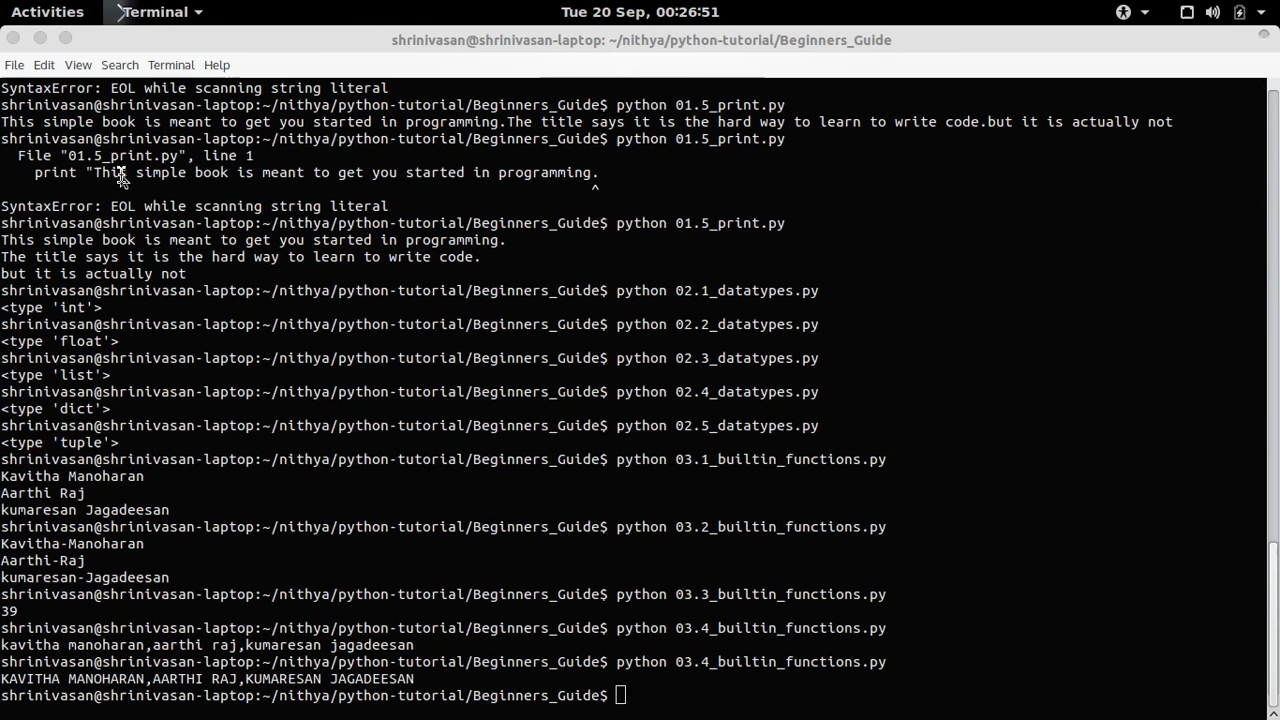 Activities Terminal Tue 20 Sep, 00:26:51
shrinivasan@shrinivasan-laptop: ~/nithya/python-tutorial/Beginners_Guide
File Edit View Search Terminal Help
SyntaxError: EOL while scanning string literal
shrinivasan@shrinivasan-laptop:~/nithya/python-tutorial/Beginners_Guide$ python 01.5_print.py
This simple book is meant to get you started in programming.The title says it is the hard way to learn to write code.but it is actually not
shrinivasan@shrinivasan-laptop:~/nithya/python-tutorial/Beginners_Guide$ python 01.5_print.py
  File "01.5_print.py", line 1
    print "This simple book is meant to get you started in programming.
                                                                      ^
SyntaxError: EOL while scanning string literal
shrinivasan@shrinivasan-laptop:~/nithya/python-tutorial/Beginners_Guide$ python 01.5_print.py
This simple book is meant to get you started in programming.
The title says it is the hard way to learn to write code.
but it is actually not
shrinivasan@shrinivasan-laptop:~/nithya/python-tutorial/Beginners_Guide$ python 02.1_datatypes.py
<type 'int'>
shrinivasan@shrinivasan-laptop:~/nithya/python-tutorial/Beginners_Guide$ python 02.2_datatypes.py
<type 'float'>
shrinivasan@shrinivasan-laptop:~/nithya/python-tutorial/Beginners_Guide$ python 02.3_datatypes.py
<type 'list'>
shrinivasan@shrinivasan-laptop:~/nithya/python-tutorial/Beginners_Guide$ python 02.4_datatypes.py
<type 'dict'>
shrinivasan@shrinivasan-laptop:~/nithya/python-tutorial/Beginners_Guide$ python 02.5_datatypes.py
<type 'tuple'>
shrinivasan@shrinivasan-laptop:~/nithya/python-tutorial/Beginners_Guide$ python 03.1_builtin_functions.py
Kavitha Manoharan
Aarthi Raj
kumaresan Jagadeesan
shrinivasan@shrinivasan-laptop:~/nithya/python-tutorial/Beginners_Guide$ python 03.2_builtin_functions.py
Kavitha-Manoharan
Aarthi-Raj
kumaresan-Jagadeesan
shrinivasan@shrinivasan-laptop:~/nithya/python-tutorial/Beginners_Guide$ python 03.3_builtin_functions.py
39
shrinivasan@shrinivasan-laptop:~/nithya/python-tutorial/Beginners_Guide$ python 03.4_builtin_functions.py
kavitha manoharan,aarthi raj,kumaresan jagadeesan
shrinivasan@shrinivasan-laptop:~/nithya/python-tutorial/Beginners_Guide$ python 03.4_builtin_functions.py
KAVITHA MANOHARAN,AARTHI RAJ,KUMARESAN JAGADEESAN
shrinivasan@shrinivasan-laptop:~/nithya/python-tutorial/Beginners_Guide$